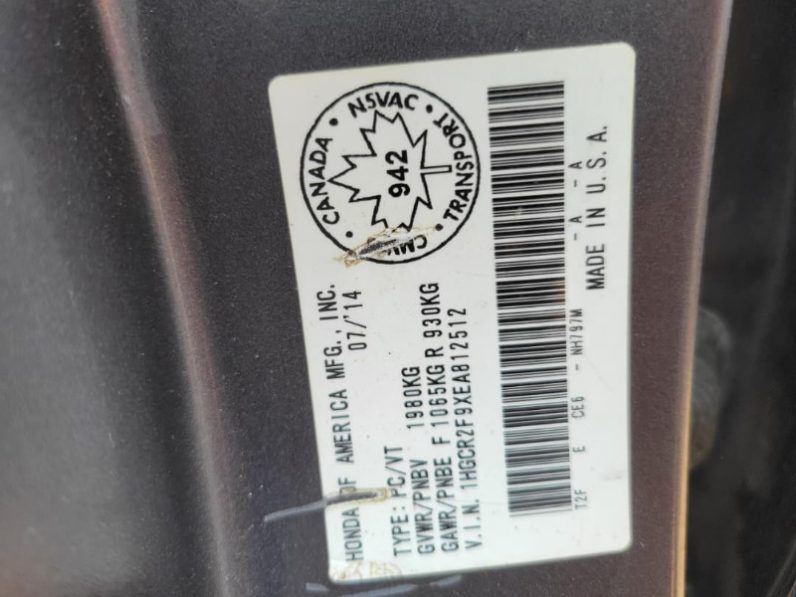 HONDA OF AMERICA MFG., INC.
07/'14
TYPE: PC/VT
GVWR/PNBV 1980KG
GAWR/PNBE F 1065KG R 930KG
V.I.N. 1HGCR2F9XEA812512
CANADA • NSVAC • TRANSPORT •
942
T2F E CE6 - NH797M - A - A
MADE IN U.S.A.